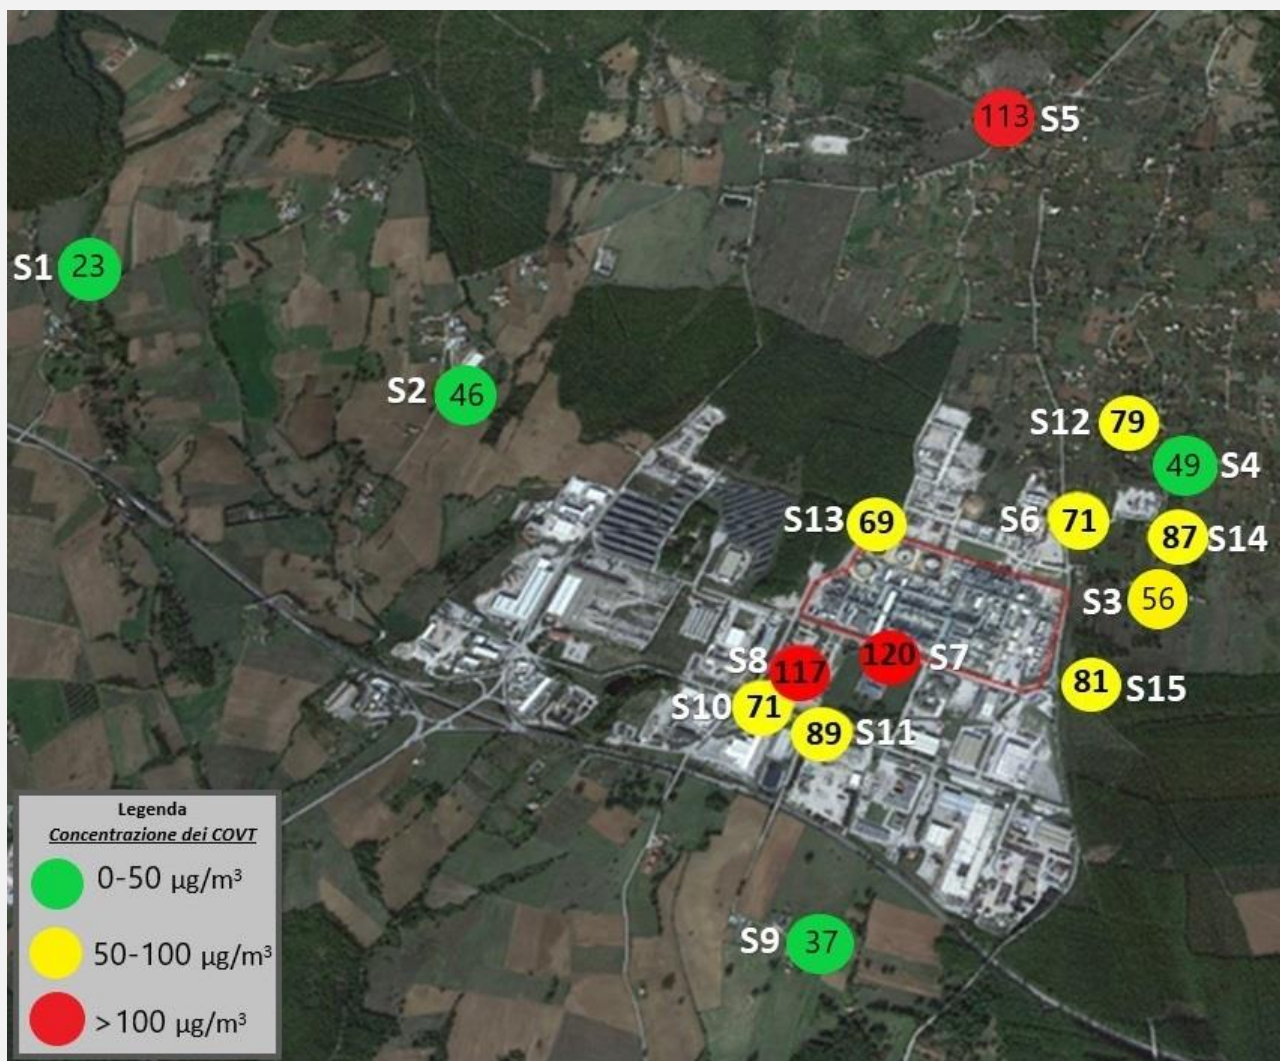 113 S5
S1 23
S2 46
S12 79
49 S4
S13 69
S6 71
87 S14
S3 56
S8 117
120 S7
81 S15
S10 71
89 S11
S9 37
Legenda
Concentrazione dei COVT
0-50 µg/m³
50-100 µg/m³
>100 µg/m³